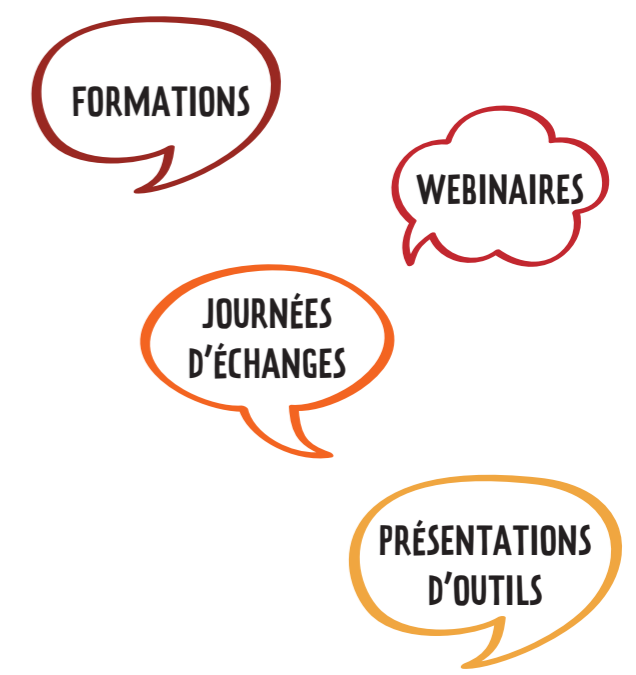 FORMATIONS
WEBINAIRES
JOURNÉES
D'ÉCHANGES
PRÉSENTATIONS
D'OUTILS